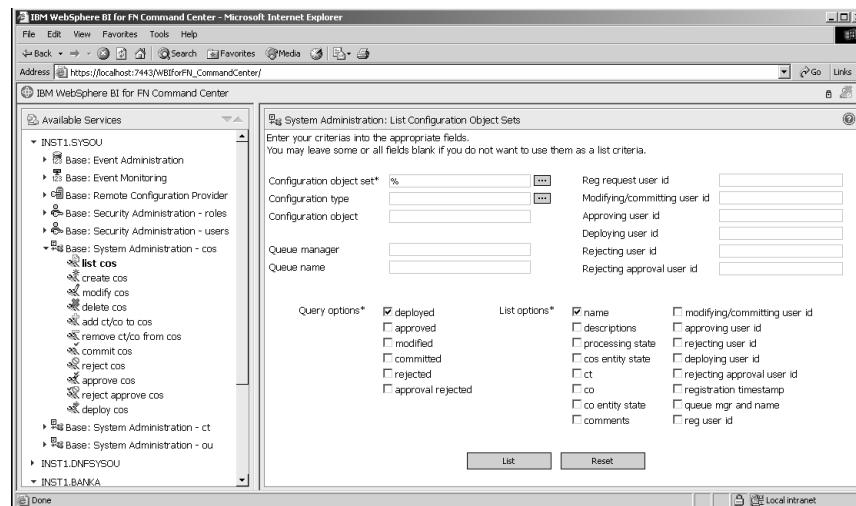 IBM WebSphere BI for FN Command Center - Microsoft Internet Explorer
File Edit View Favorites Tools Help
Back Search Favorites Media
Address https://localhost:7443/WBIforFN_CommandCenter/ Go Links
IBM WebSphere BI for FN Command Center
Available Services
INST1.SYSOU
Base: Event Administration
Base: Event Monitoring
Base: Remote Configuration Provider
Base: Security Administration - roles
Base: Security Administration - users
Base: System Administration - cos
list cos
create cos
modify cos
delete cos
add ct/co to cos
remove ct/co from cos
commit cos
reject cos
approve cos
reject approve cos
deploy cos
Base: System Administration - ct
Base: System Administration - ou
INST1.DNFSYSOU
INST1.BANKA
System Administration: List Configuration Object Sets
Enter your criterias into the appropriate fields.
You may leave some or all fields blank if you do not want to use them as a list criteria.
Configuration object set* % ...
Configuration type ...
Configuration object
Queue manager
Queue name
Reg request user id
Modifying/committing user id
Approving user id
Deploying user id
Rejecting user id
Rejecting approval user id
Query options*
deployed
approved
modified
committed
rejected
approval rejected
List options*
name
descriptions
processing state
cos entity state
ct
co
co entity state
comments
modifying/committing user id
approving user id
rejecting user id
deploying user id
rejecting approval user id
registration timestamp
queue mgr and name
reg user id
List Reset
Done Local intranet